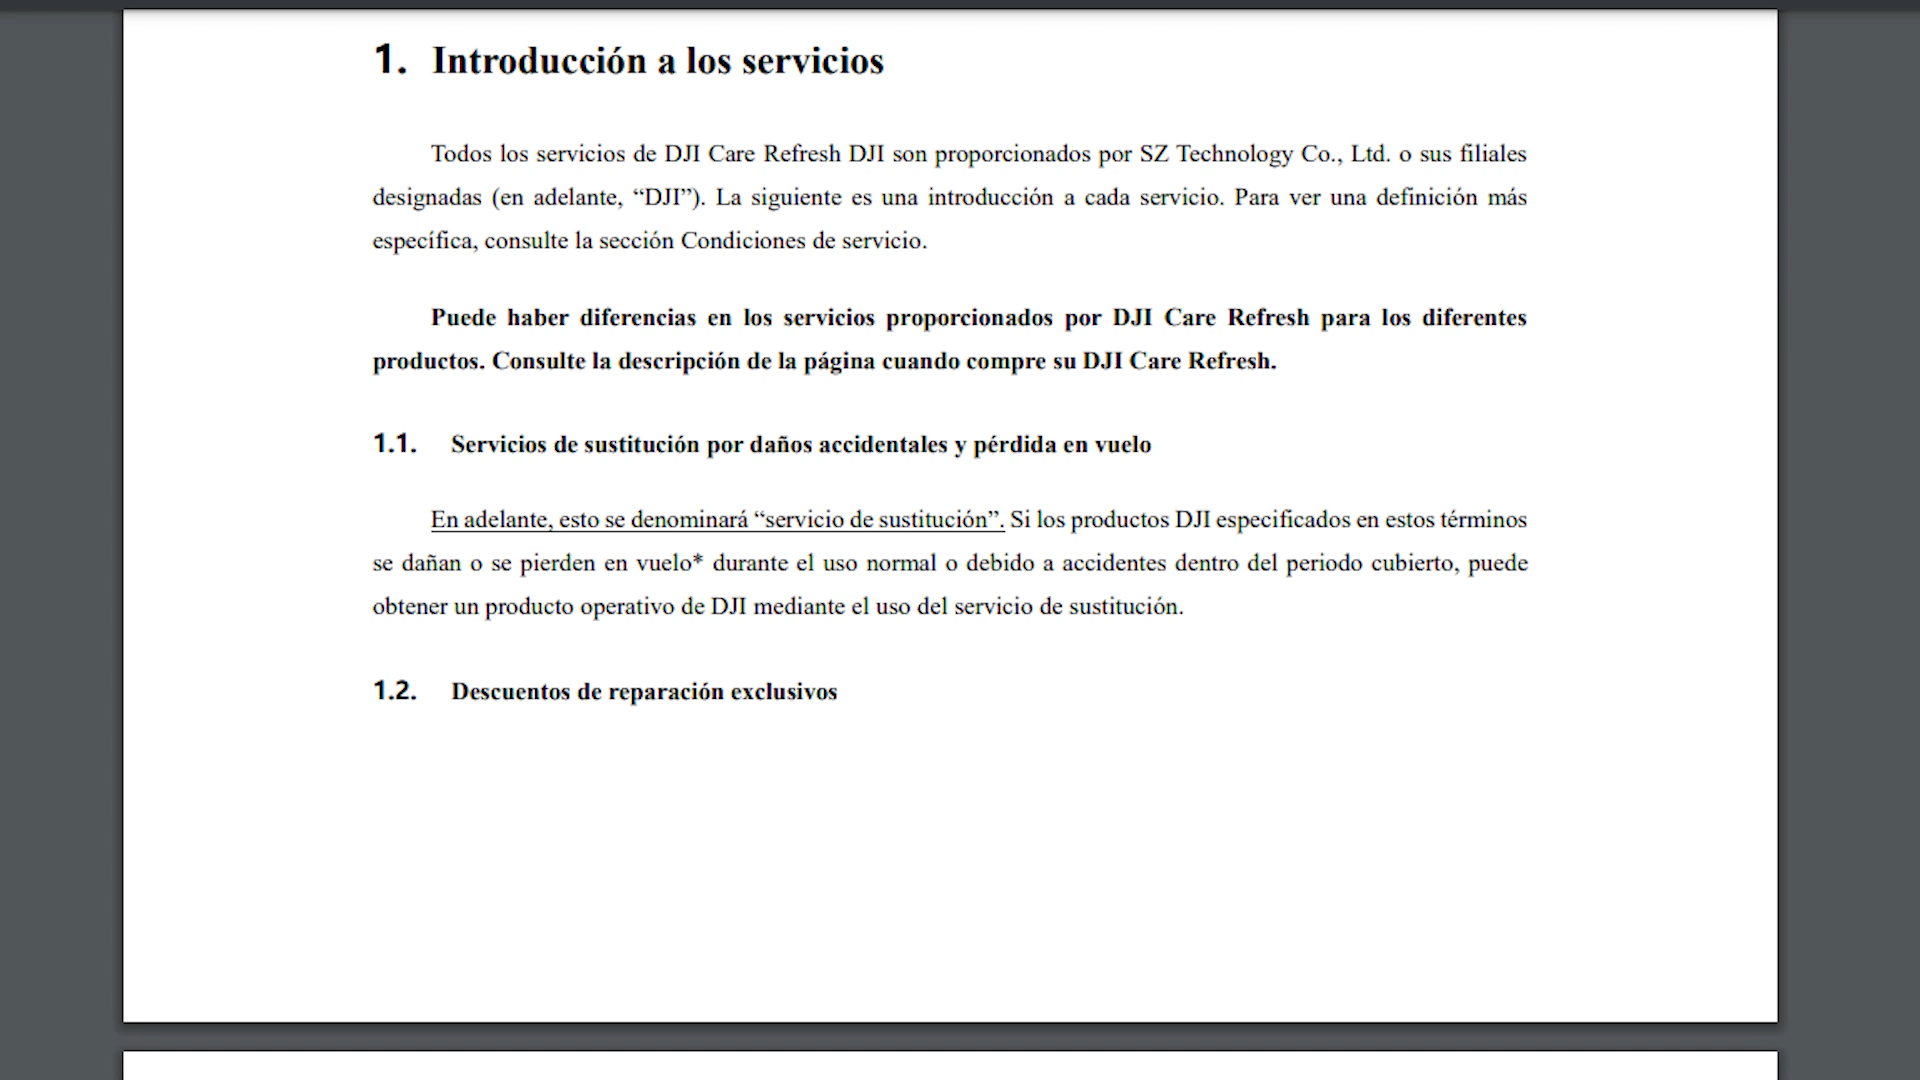 1. Introducción a los servicios
Todos los servicios de DJI Care Refresh DJI son proporcionados por SZ Technology Co., Ltd. o sus filiales
designadas (en adelante, “DJI”). La siguiente es una introducción a cada servicio. Para ver una definición más
específica, consulte la sección Condiciones de servicio.
Puede haber diferencias en los servicios proporcionados por DJI Care Refresh para los diferentes
productos. Consulte la descripción de la página cuando compre su DJI Care Refresh.
1.1. Servicios de sustitución por daños accidentales y pérdida en vuelo
En adelante, esto se denominará “servicio de sustitución”. Si los productos DJI especificados en estos términos
se dañan o se pierden en vuelo* durante el uso normal o debido a accidentes dentro del periodo cubierto, puede
obtener un producto operativo de DJI mediante el uso del servicio de sustitución.
1.2. Descuentos de reparación exclusivos